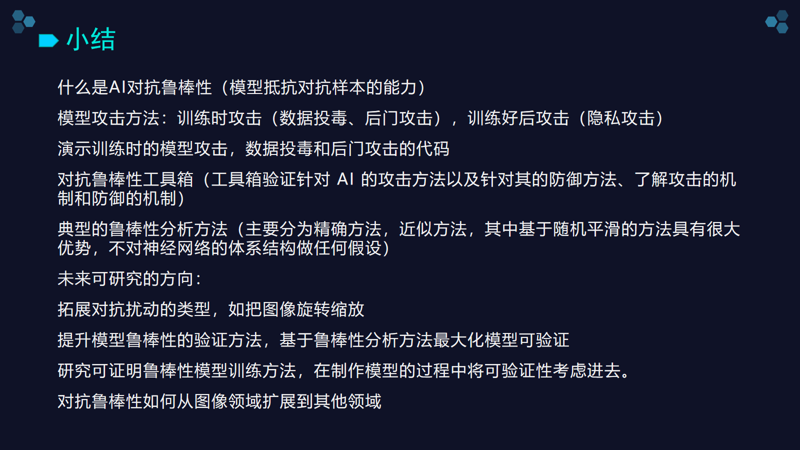 小结
什么是AI对抗鲁棒性（模型抵抗对抗样本的能力）
模型攻击方法：训练时攻击（数据投毒、后门攻击），训练好后攻击（隐私攻击）
演示训练时的模型攻击，数据投毒和后门攻击的代码
对抗鲁棒性工具箱（工具箱验证针对 AI 的攻击方法以及针对其的防御方法、了解攻击的机
制和防御的机制）
典型的鲁棒性分析方法（主要分为精确方法，近似方法，其中基于随机平滑的方法具有很大
优势，不对神经网络的体系结构做任何假设）
未来可研究的方向：
拓展对抗扰动的类型，如把图像旋转缩放
提升模型鲁棒性的验证方法，基于鲁棒性分析方法最大化模型可验证
研究可证明鲁棒性模型训练方法，在制作模型的过程中将可验证性考虑进去。
对抗鲁棒性如何从图像领域扩展到其他领域